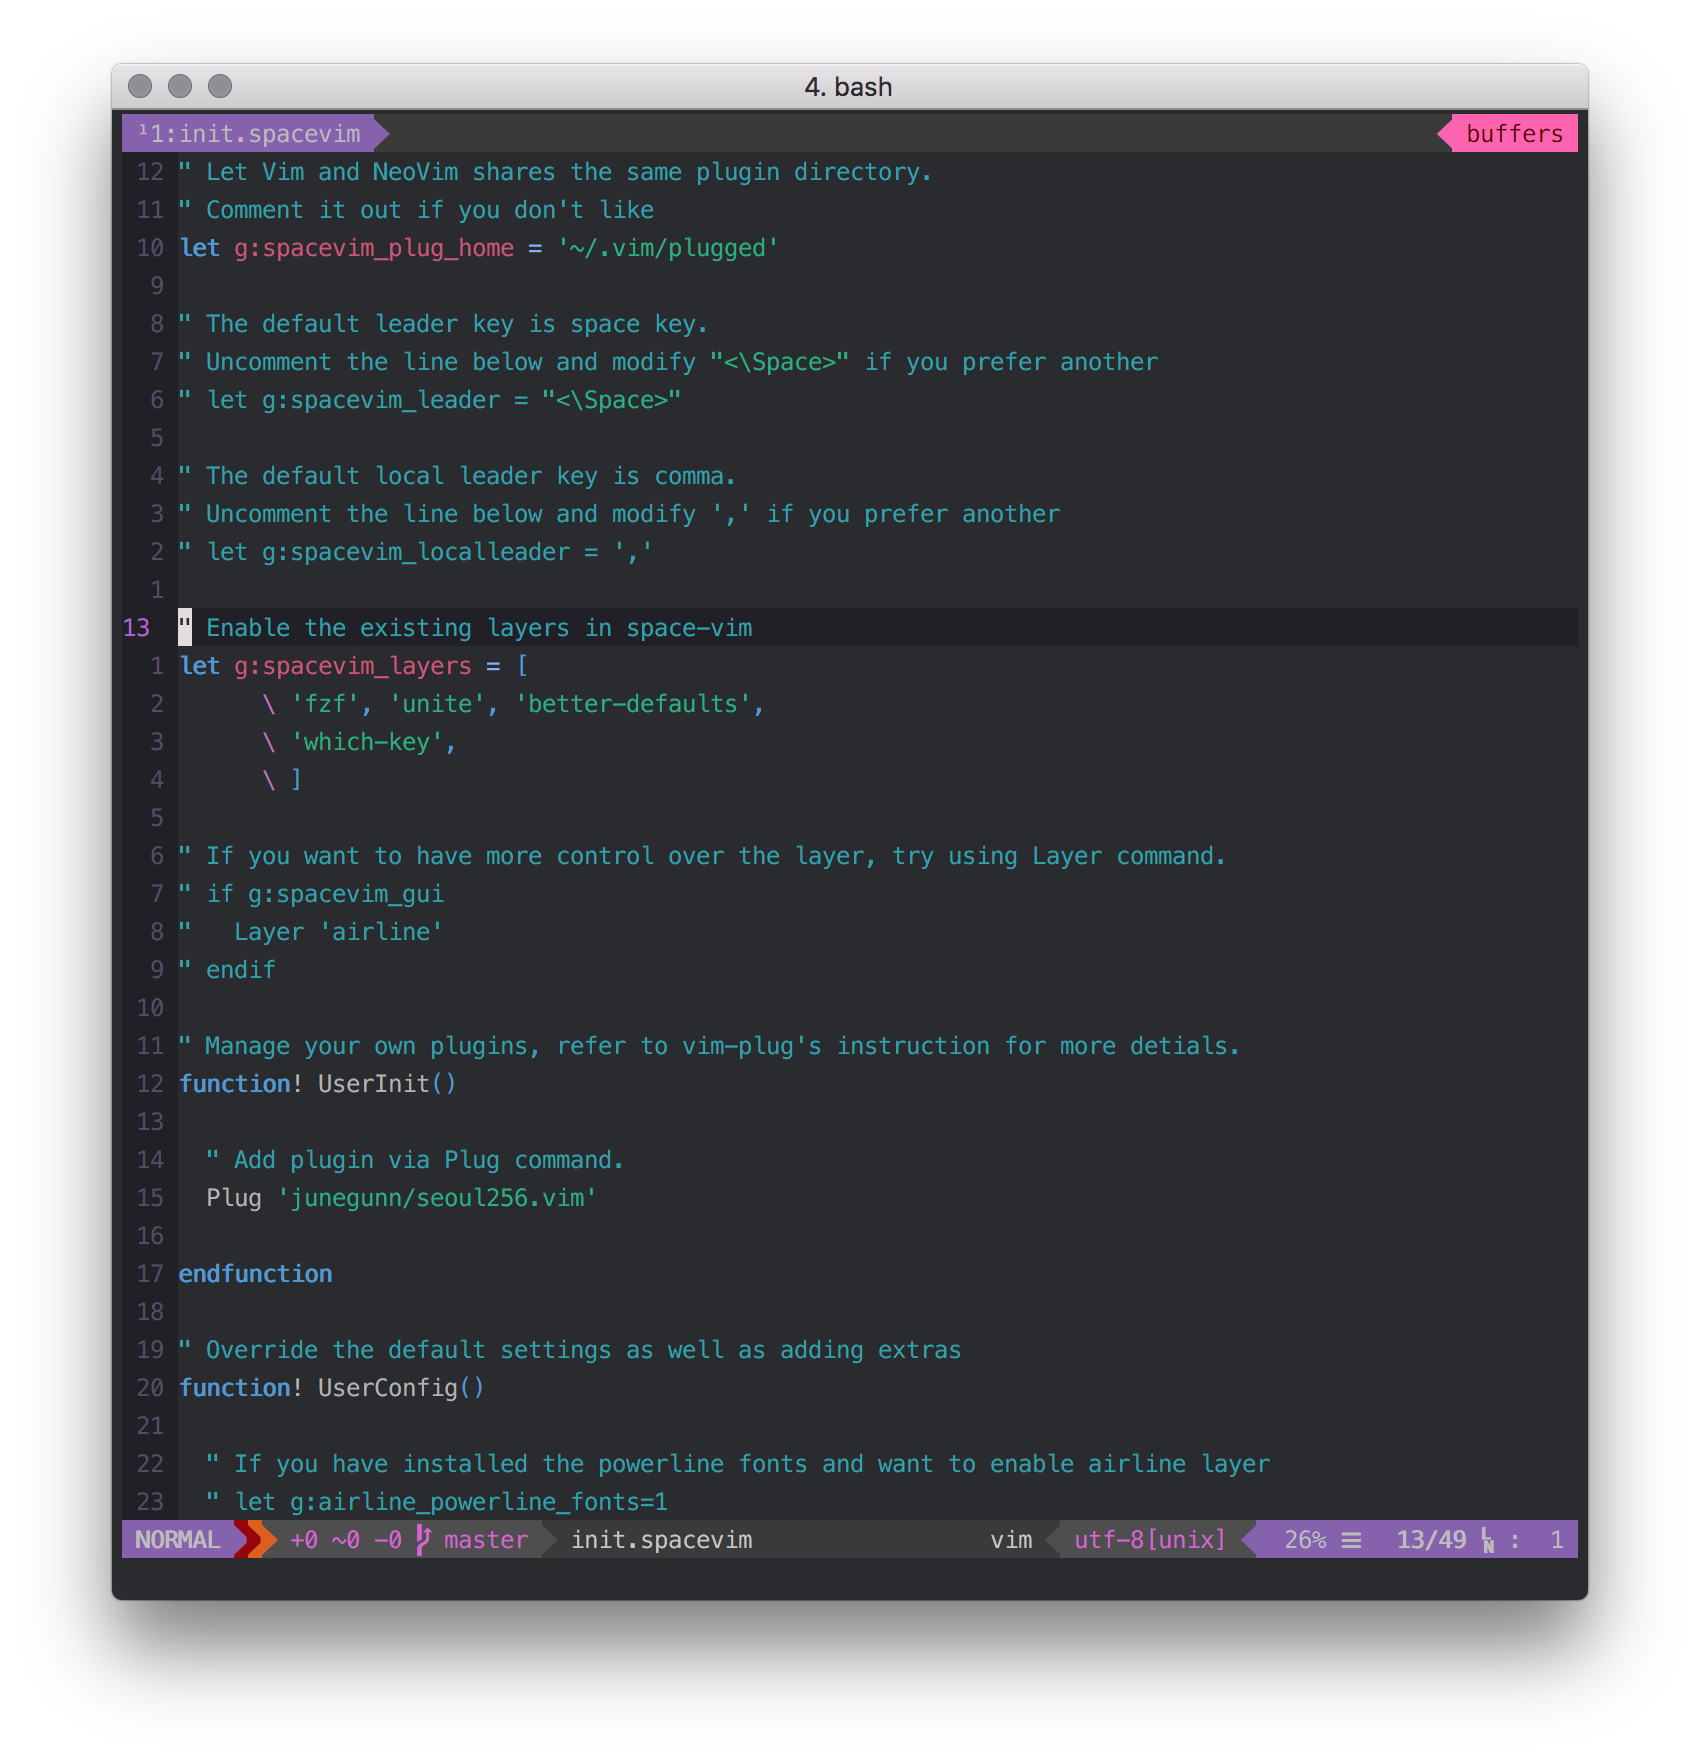 4. bash
¹1:init.spacevim buffers
12 " Let Vim and NeoVim shares the same plugin directory.
11 " Comment it out if you don't like
10 let g:spacevim_plug_home = '~/.vim/plugged'
9
8 " The default leader key is space key.
7 " Uncomment the line below and modify "<\Space>" if you prefer another
6 " let g:spacevim_leader = "<\Space>"
5
4 " The default local leader key is comma.
3 " Uncomment the line below and modify ',' if you prefer another
2 " let g:spacevim_localleader = ','
1
13 " Enable the existing layers in space-vim
1 let g:spacevim_layers = [
2 \ 'fzf', 'unite', 'better-defaults',
3 \ 'which-key',
4 \ ]
5
6 " If you want to have more control over the layer, try using Layer command.
7 " if g:spacevim_gui
8 "   Layer 'airline'
9 " endif
10
11 " Manage your own plugins, refer to vim-plug's instruction for more detials.
12 function! UserInit()
13
14 " Add plugin via Plug command.
15 Plug 'junegunn/seoul256.vim'
16
17 endfunction
18
19 " Override the default settings as well as adding extras
20 function! UserConfig()
21
22 " If you have installed the powerline fonts and want to enable airline layer
23 " let g:airline_powerline_fonts=1
NORMAL +0 ~0 -0 master init.spacevim vim utf-8[unix] 26% ☰ 13/49 LN : 1